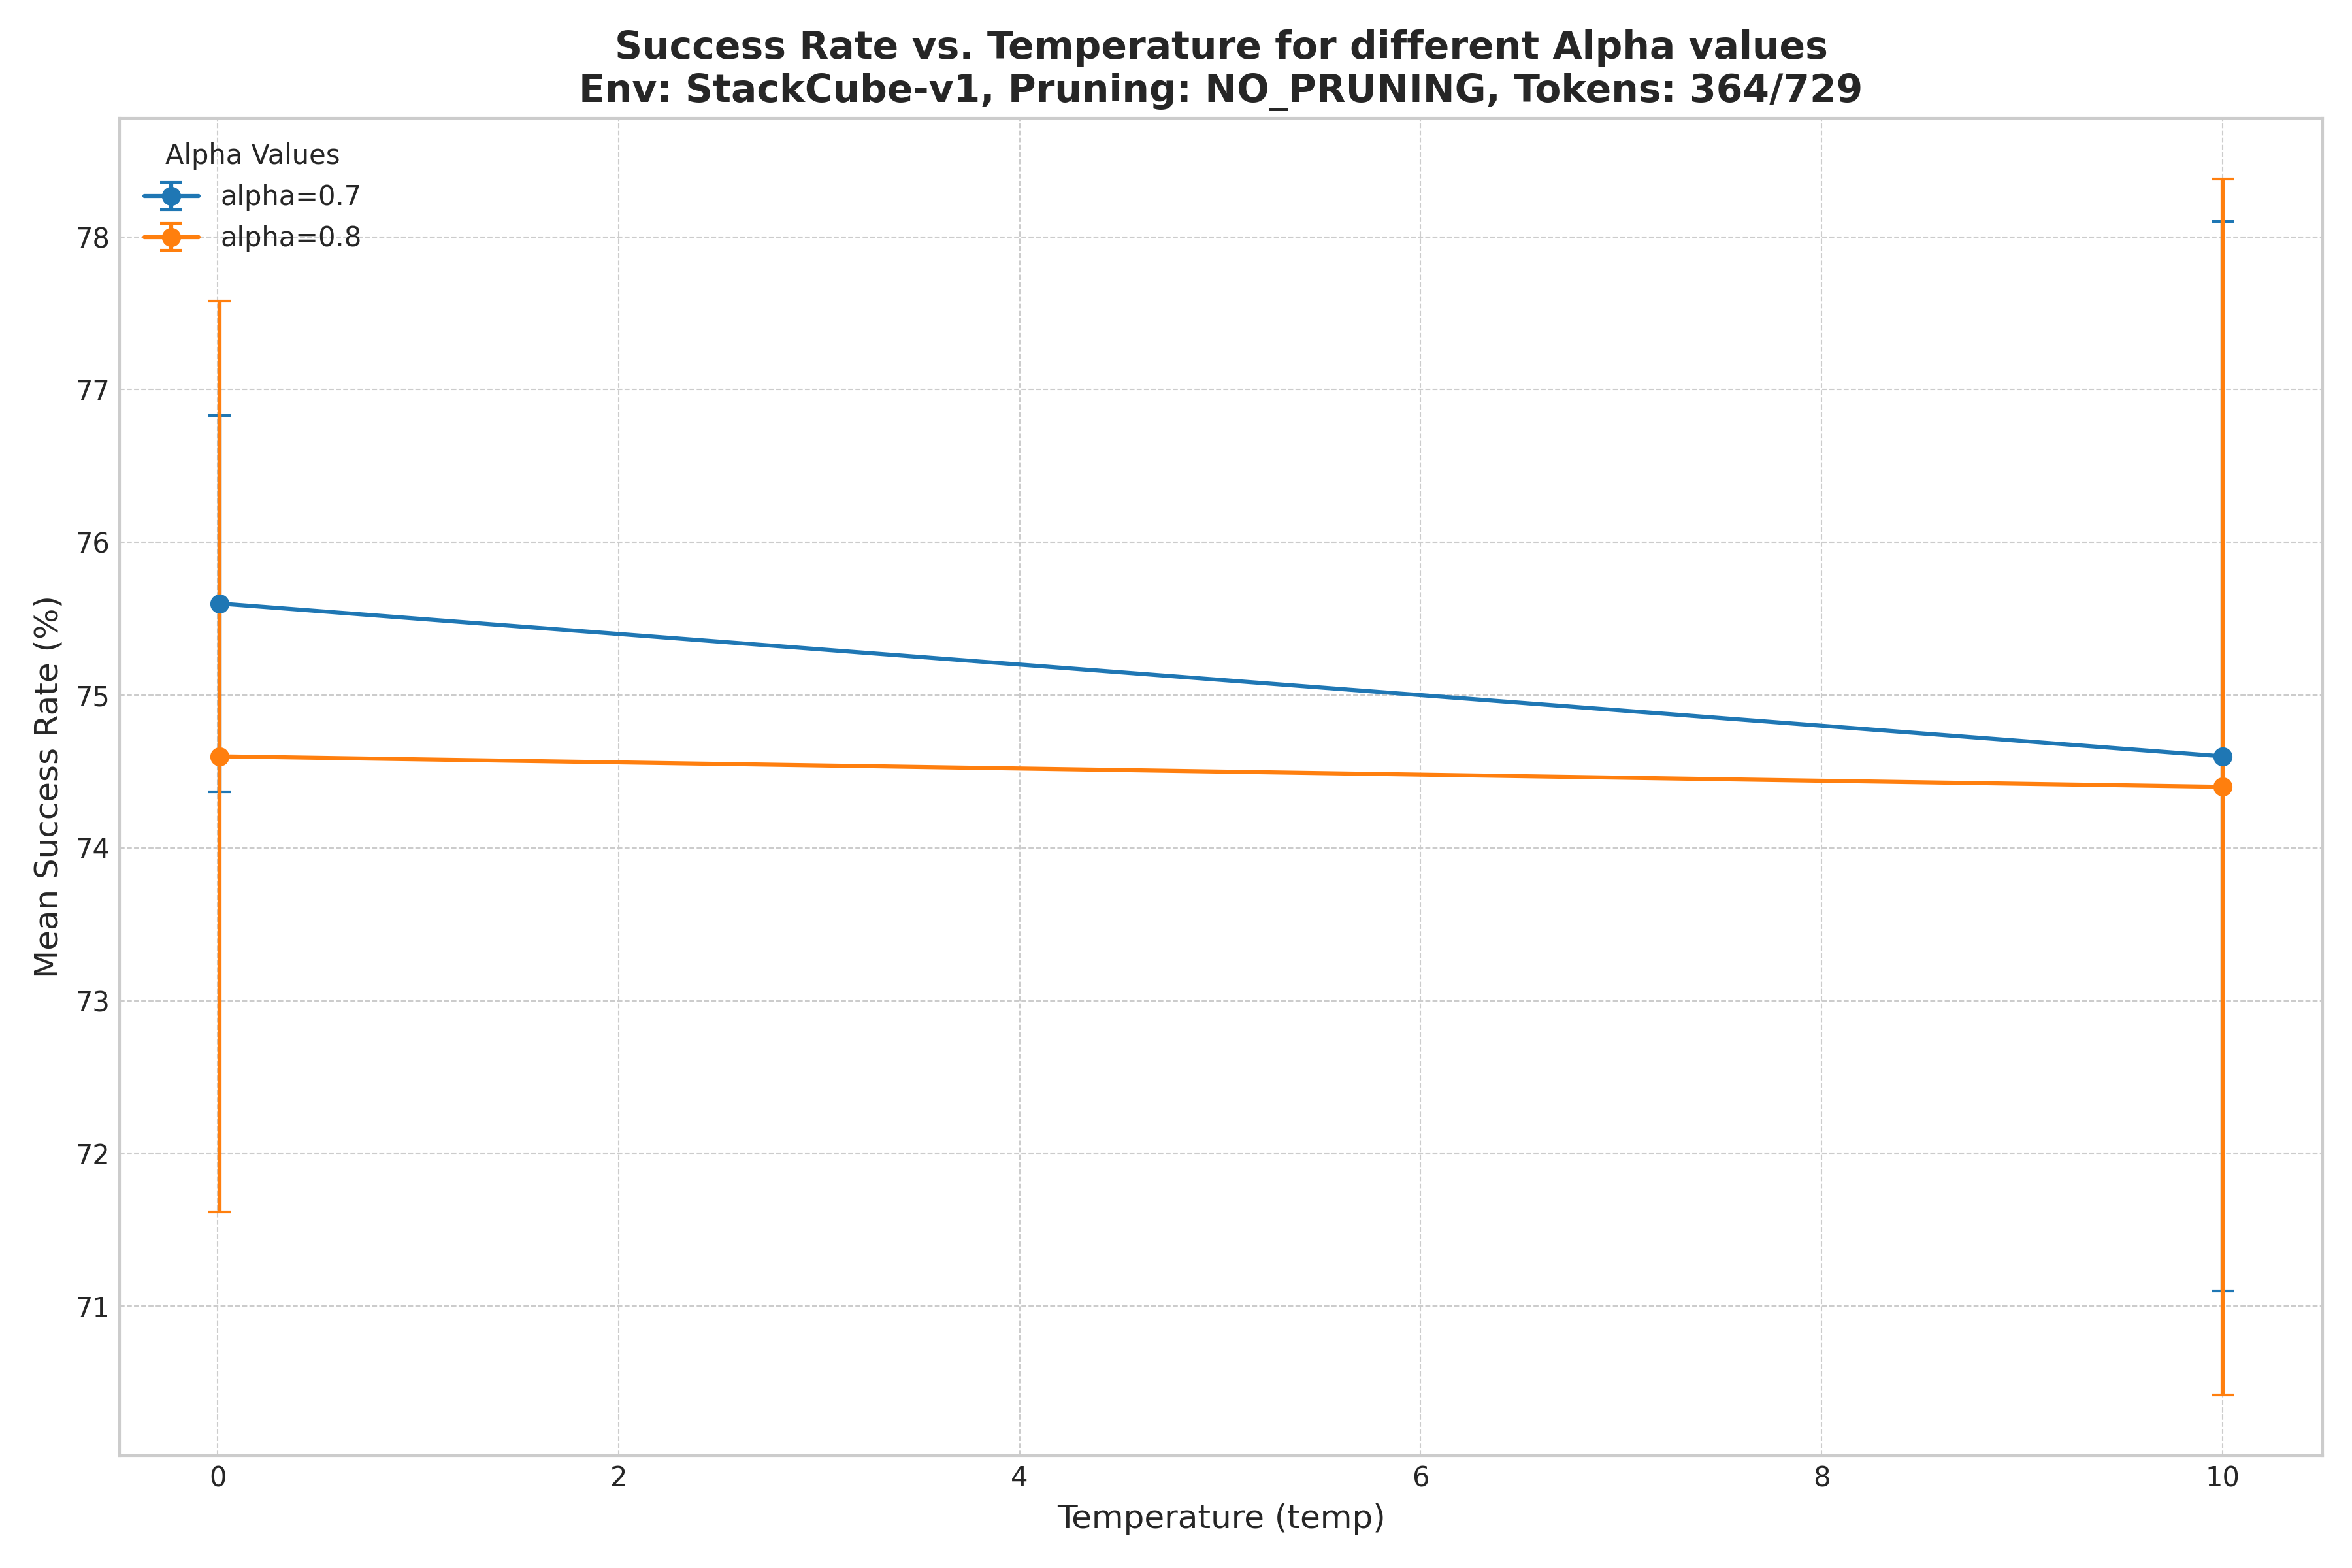 Success Rate vs. Temperature for different Alpha values
Env: StackCube-v1, Pruning: NO_PRUNING, Tokens: 364/729
Alpha Values
alpha=0.7
alpha=0.8
Mean Success Rate (%)
78
77
76
75
74
73
72
71
0 2 4 6 8 10
Temperature (temp)